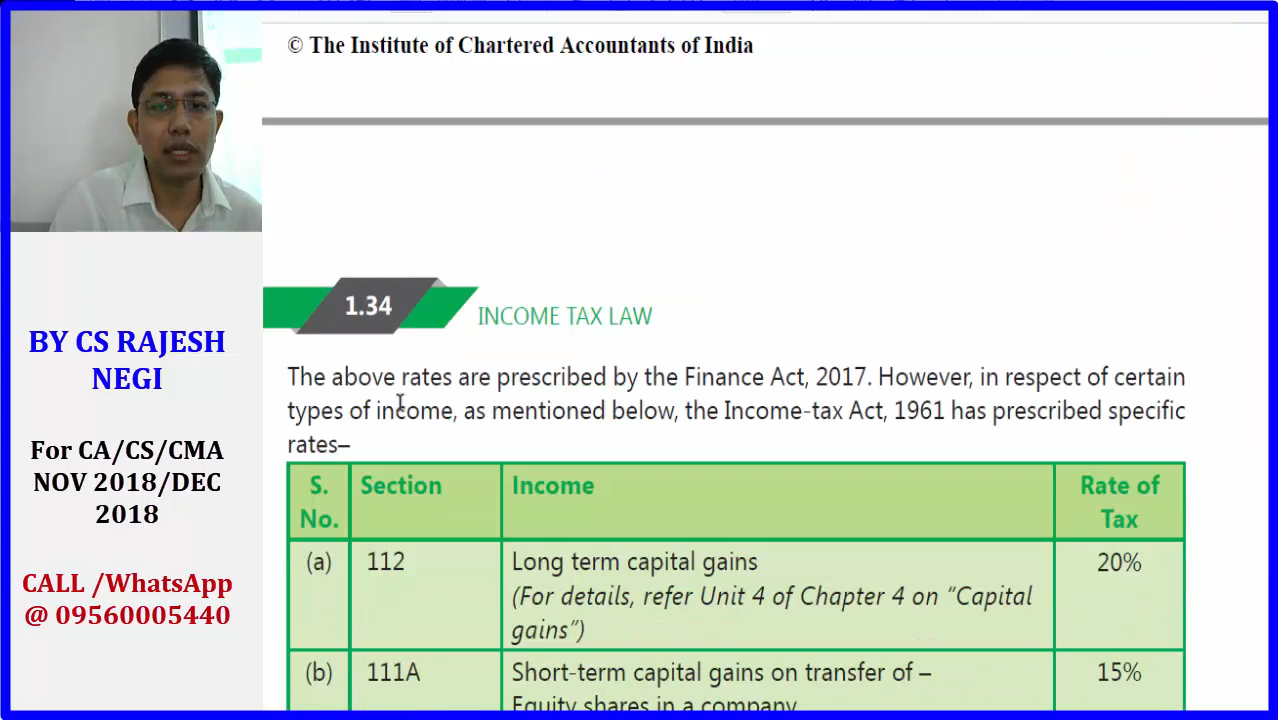 © The Institute of Chartered Accountants of India
1.34
INCOME TAX LAW
BY CS RAJESH
NEGI
For CA/CS/CMA
NOV 2018/DEC
2018
CALL /WhatsApp
@ 09560005440
The above rates are prescribed by the Finance Act, 2017. However, in respect of certain
types of income, as mentioned below, the Income-tax Act, 1961 has prescribed specific
rates–
S. No. Section Income Rate of Tax
(a) 112 Long term capital gains 20%
(For details, refer Unit 4 of Chapter 4 on “Capital
gains”)
(b) 111A Short-term capital gains on transfer of – 15%
Equity shares in a company